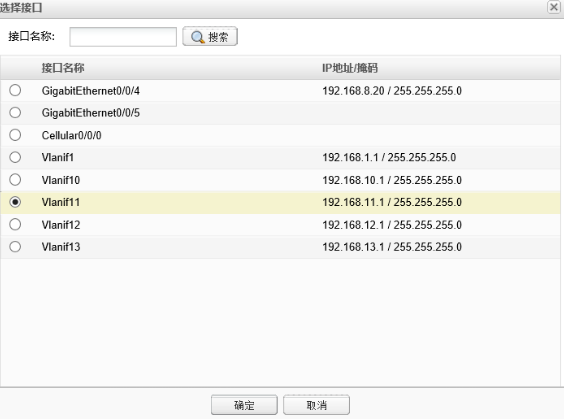 选择接口
接口名称: 搜索
接口名称 IP地址/掩码
GigabitEthernet0/0/4 192.168.8.20 / 255.255.255.0
GigabitEthernet0/0/5
Cellular0/0/0
Vlanif1 192.168.1.1 / 255.255.255.0
Vlanif10 192.168.10.1 / 255.255.255.0
Vlanif11 192.168.11.1 / 255.255.255.0
Vlanif12 192.168.12.1 / 255.255.255.0
Vlanif13 192.168.13.1 / 255.255.255.0
确定 取消